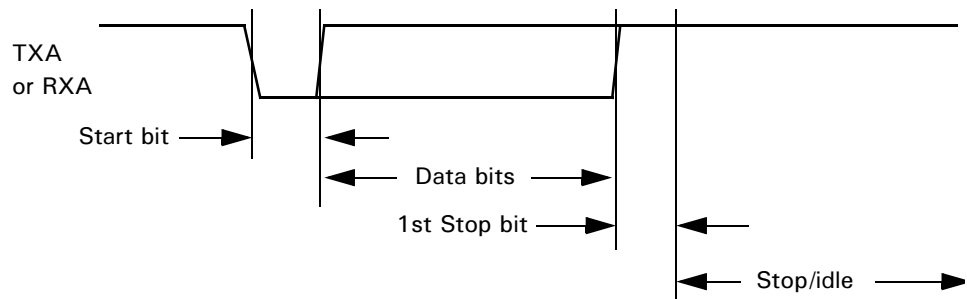 TXA
or RXA
Start bit
Data bits
1st Stop bit
Stop/idle